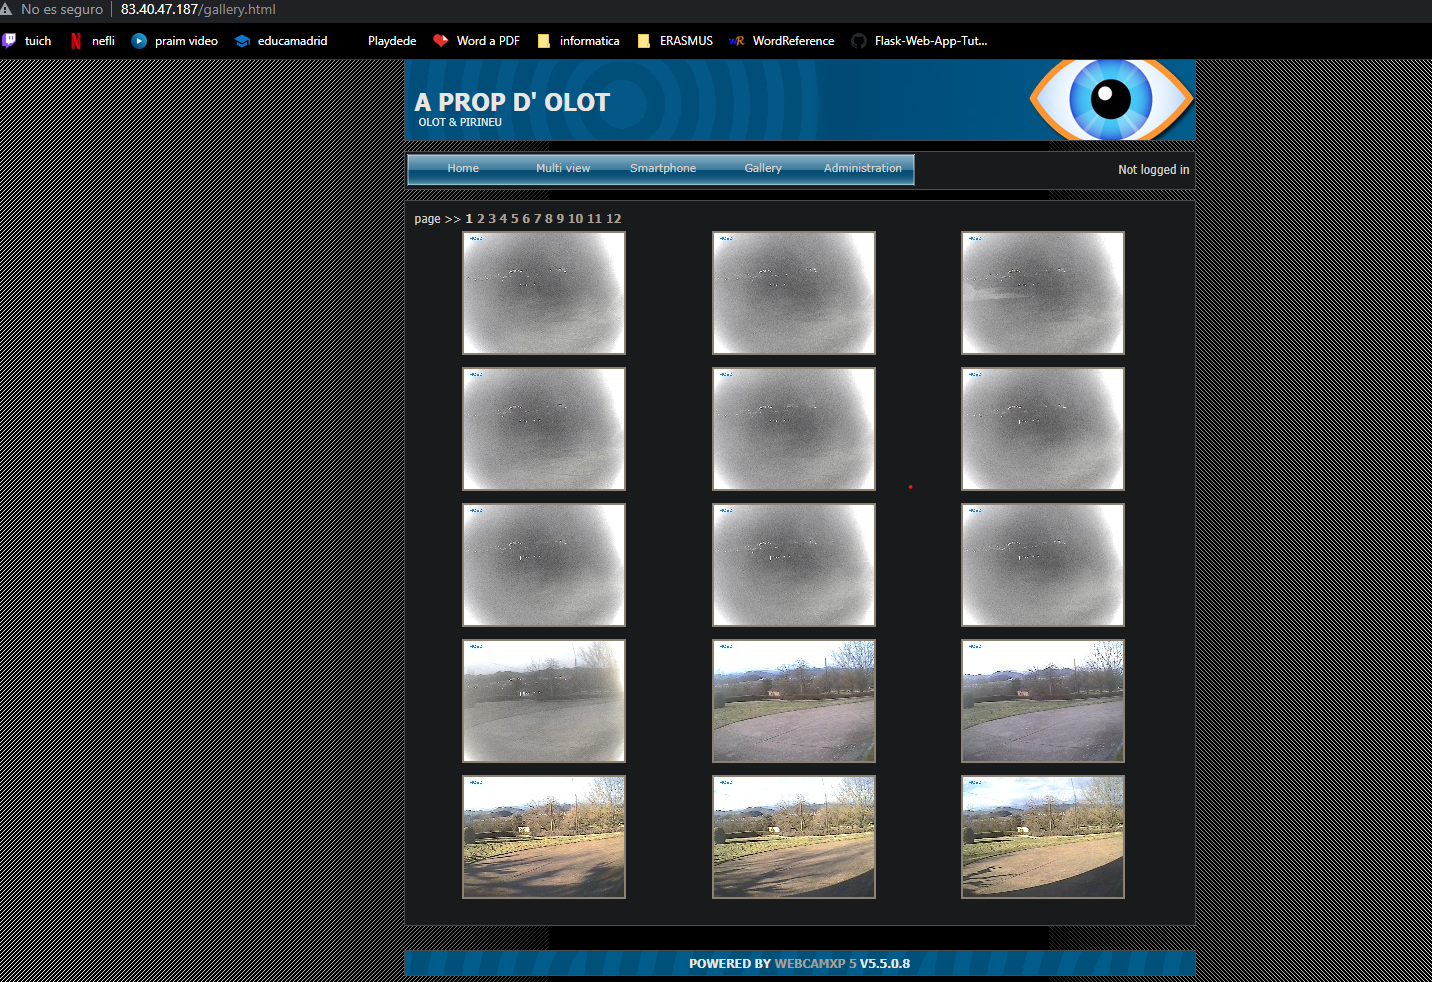 No es seguro 83.40.47.187/gallery.html
tuich nefli praim video educamadrid Playdede Word a PDF informatica ERASMUS WordReference Flask-Web-App-Tut...
A PROP D' OLOT
OLOT & PIRINEU
Home Multi view Smartphone Gallery Administration Not logged in
page >> 1 2 3 4 5 6 7 8 9 10 11 12
POWERED BY WEBCAMXP 5 V5.5.0.8